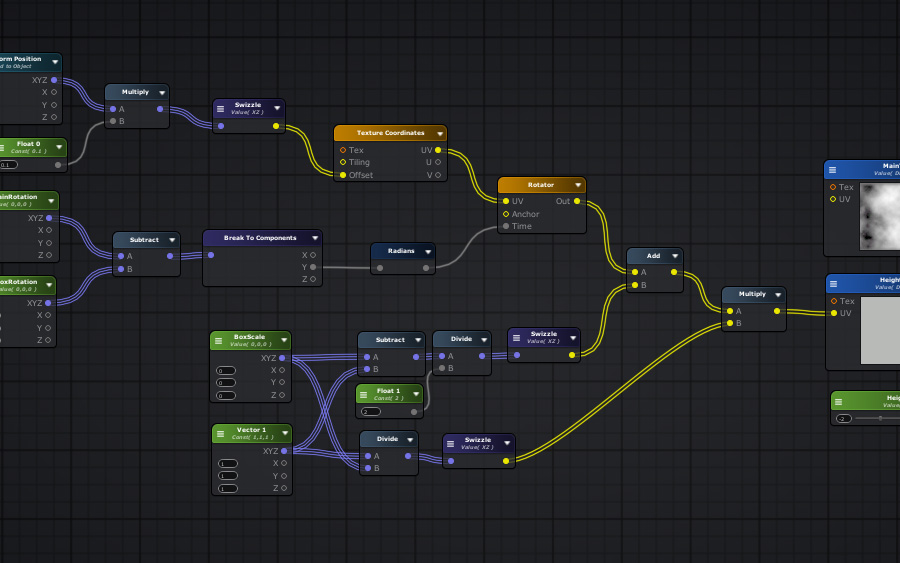 orm Position
d to Object
XYZ
X
Y
Z
Multiply
A
B
Swizzle
Value( XZ )
Float 0
Const( 0.1 )
0.1
Texture Coordinates
Tex UV
Tiling U
Offset V
Rotator
UV Out
Anchor
Time
ainRotation
Value( 0,0,0 )
XYZ
X
Y
Z
Subtract
A
B
Break To Components
X
Y
Z
Radians
oxRotation
Value( 0,0,0 )
XYZ
X
Y
Z
Add
A
B
Multiply
A
B
Main
Value( D
Tex
UV
Heigh
Value( D
Tex
UV
Heig
Value
-2
BoxScale
Value( 0,0,0 )
XYZ
0 X
0 Y
0 Z
Subtract
A
B
Divide
A
B
Swizzle
Value( XZ )
Float 1
Const( 2 )
2
Vector 1
Const( 1,1,1 )
XYZ
1 X
1 Y
1 Z
Divide
A
B
Swizzle
Value( XZ )